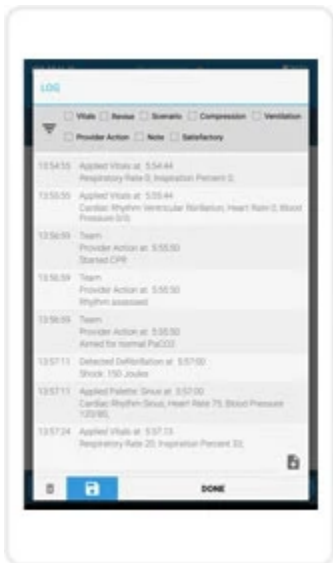 LOG
Vitals Revive Scenario Compression Ventilation
Provider Action Note Satisfactory
13:54:55 Applied Vitals at 5:54:44
Respiratory Rate 0; Inspiration Percent 0;
13:55:55 Applied Vitals at 5:55:44
Cardiac Rhythm Ventricular fibrillation; Heart Rate 0; Blood
Pressure 0/0;
13:56:59 Team
Provider Action at 5:55:50
Started CPR
13:56:59 Team
Provider Action at 5:55:50
Rhythm assessed
13:56:59 Team
Provider Action at 5:55:50
Aimed for normal PaCO2
13:57:11 Detected Defibrillation at 5:57:00
Shock 150 Joules
13:57:11 Applied Palette: Sinus at 5:57:00
Cardiac Rhythm Sinus; Heart Rate 75; Blood Pressure
120/80;
13:57:24 Applied Vitals at 5:57:13
Respiratory Rate 20; Inspiration Percent 33;
DONE